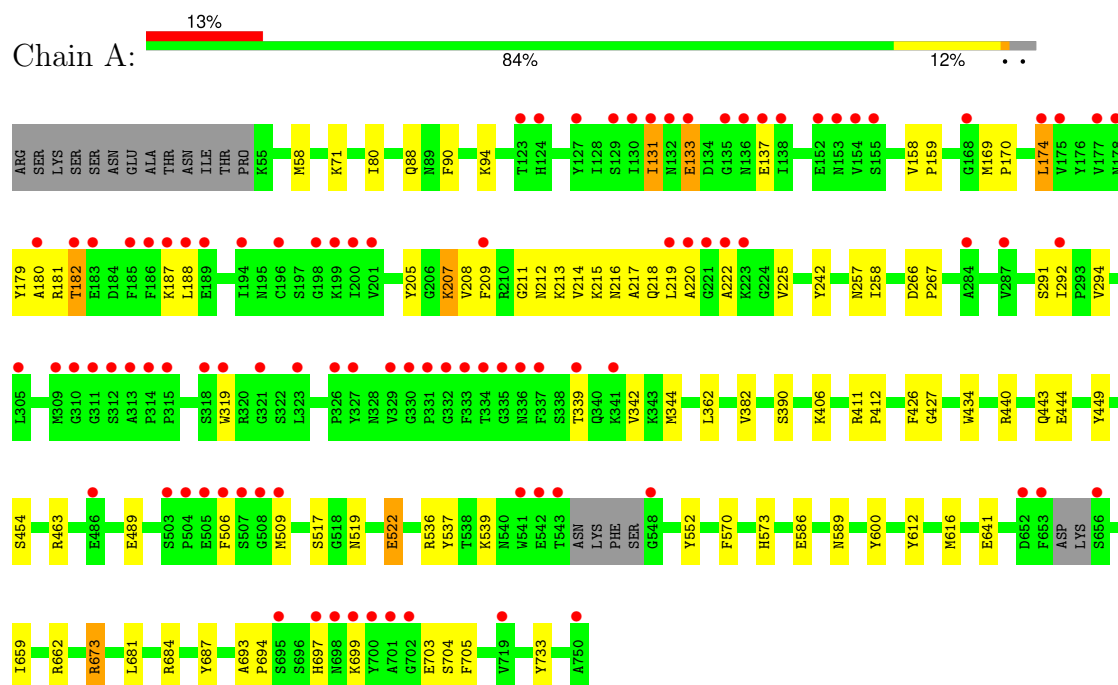 13%
Chain A:
84% 12% • •
ARG SER LYS SER SER ASN GLU ALA THR ASN ILE THR PRO K55 M58 K71 I80 Q88 N89 F90 K94 T123 H124 Y127 I128 S129 I130 I131 N132 E133 D134 G135 N136 E137 I138 E152 N153 V154 S155 V158 P159 G168 M169 P170 L174 V175 Y176 V177 N178
Y179 A180 R181 T182 E183 D184 F185 F186 K187 L188 E189 I194 N195 C196 S197 G198 K199 I200 V201 Y205 G206 K207 V208 F209 R210 G211 N212 K213 V214 K215 N216 A217 Q218 L219 A220 G221 A222 K223 G224 V225 Y242 N257 I258 D266 P267 A284 V287 S291 I292 P293 V294
L305 M309 G310 G311 S312 A313 P314 P315 S318 W319 R320 G321 S322 L323 P326 Y327 N328 V329 G330 P331 G332 F333 T334 G335 N336 F337 S338 T339 Q340 K341 V342 K343 M344 L362 V382 S390 K406 R411 P412 F426 G427 W434 R440 Q443 E444 Y449
S454 R463 E486 E489 S503 P504 E505 F506 S507 G508 M509 S517 G518 N519 E522 R536 Y537 T538 K539 N540 W541 E542 T543 ASN LYS PHE SER G548 Y552 F570 H573 E586 N589 Y600 Y612 M616 E641 D652 F653 ASP LYS S656
I659 R662 R673 L681 R684 Y687 A693 P694 S695 S696 H697 N698 K699 Y700 A701 G702 E703 S704 F705 V719 Y733 A750